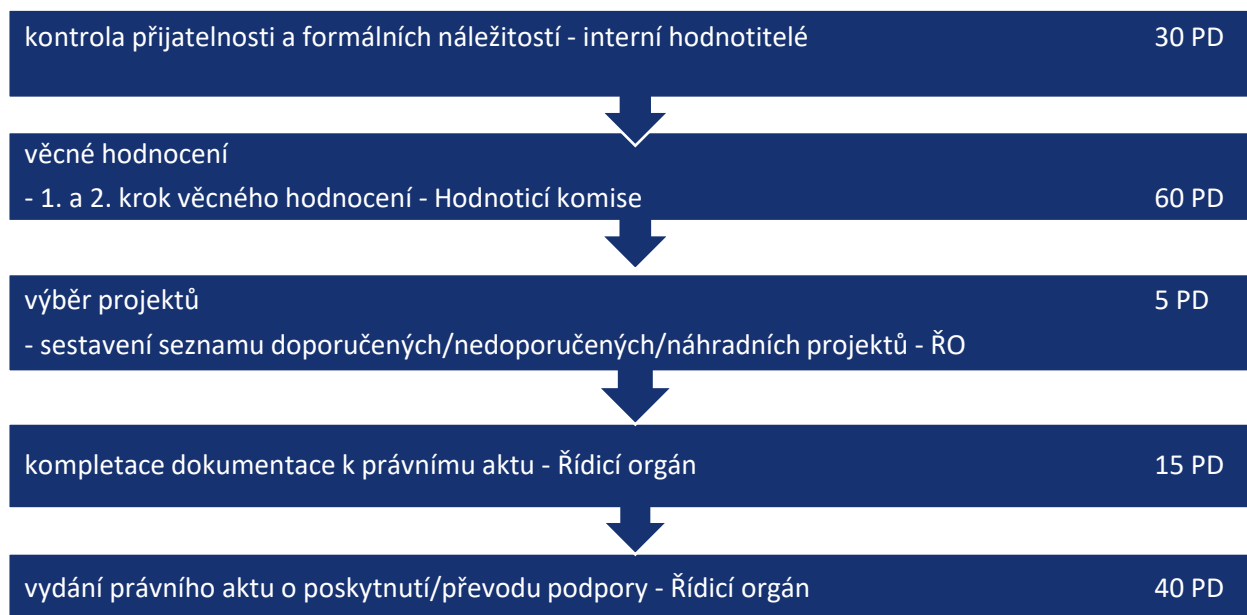 kontrola přijatelnosti a formálních náležitostí - interní hodnotitelé 30 PD
věcné hodnocení
- 1. a 2. krok věcného hodnocení - Hodnoticí komise 60 PD
výběr projektů 5 PD
- sestavení seznamu doporučených/nedoporučených/náhradních projektů - ŘO
kompletace dokumentace k právnímu aktu - Řídicí orgán 15 PD
vydání právního aktu o poskytnutí/převodu podpory - Řídicí orgán 40 PD